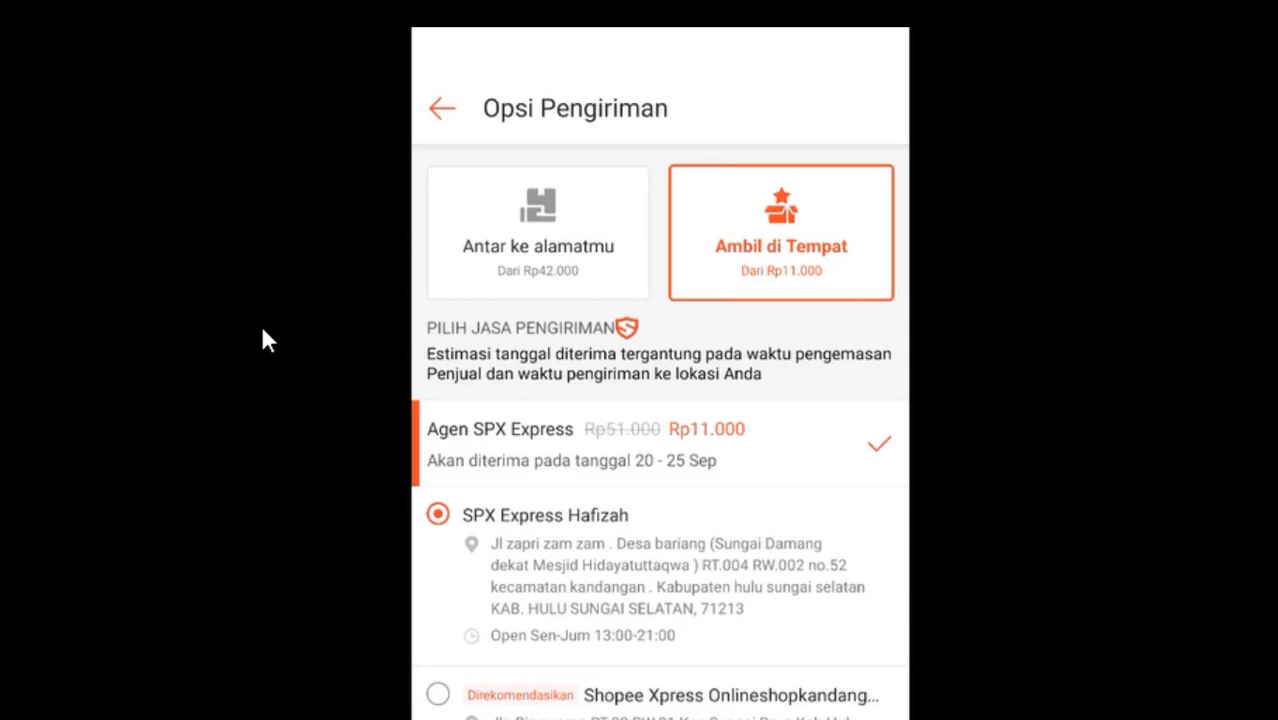 Opsi Pengiriman
Antar ke alamatmu
Dari Rp42.000
Ambil di Tempat
Dari Rp11.000
PILIH JASA PENGIRIMAN
Estimasi tanggal diterima tergantung pada waktu pengemasan
Penjual dan waktu pengiriman ke lokasi Anda
Agen SPX Express Rp51.000 Rp11.000
Akan diterima pada tanggal 20 - 25 Sep
SPX Express Hafizah
Jl zapri zam zam . Desa bariang (Sungai Damang
dekat Mesjid Hidayatuttaqwa ) RT.004 RW.002 no.52
kecamatan kandangan . Kabupaten hulu sungai selatan
KAB. HULU SUNGAI SELATAN, 71213
Open Sen-Jum 13:00-21:00
Direkomendasikan Shopee Xpress Onlineshopkandang...